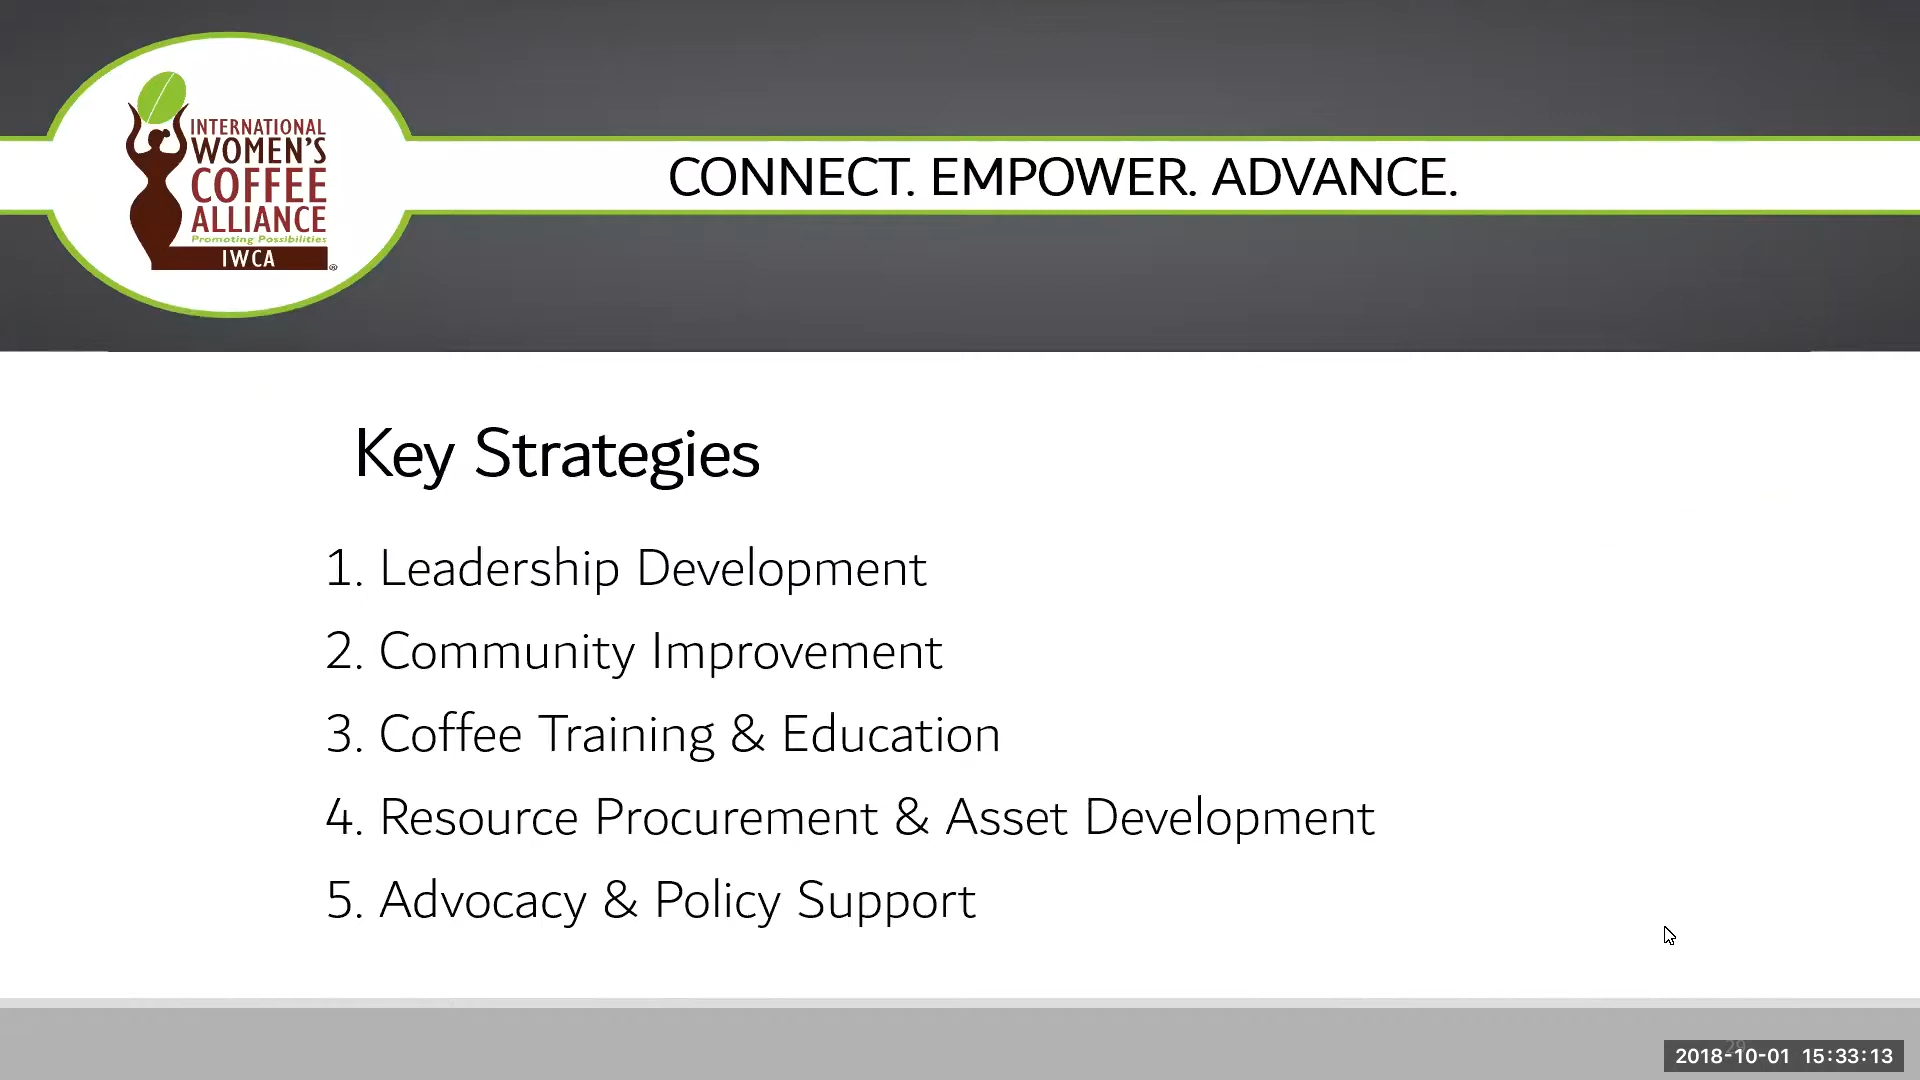 INTERNATIONAL
WOMEN'S
COFFEE
ALLIANCE
Promoting Possibilities
IWCA
®
CONNECT. EMPOWER. ADVANCE.
Key Strategies
1. Leadership Development
2. Community Improvement
3. Coffee Training & Education
4. Resource Procurement & Asset Development
5. Advocacy & Policy Support
2018-10-01 15:33:13